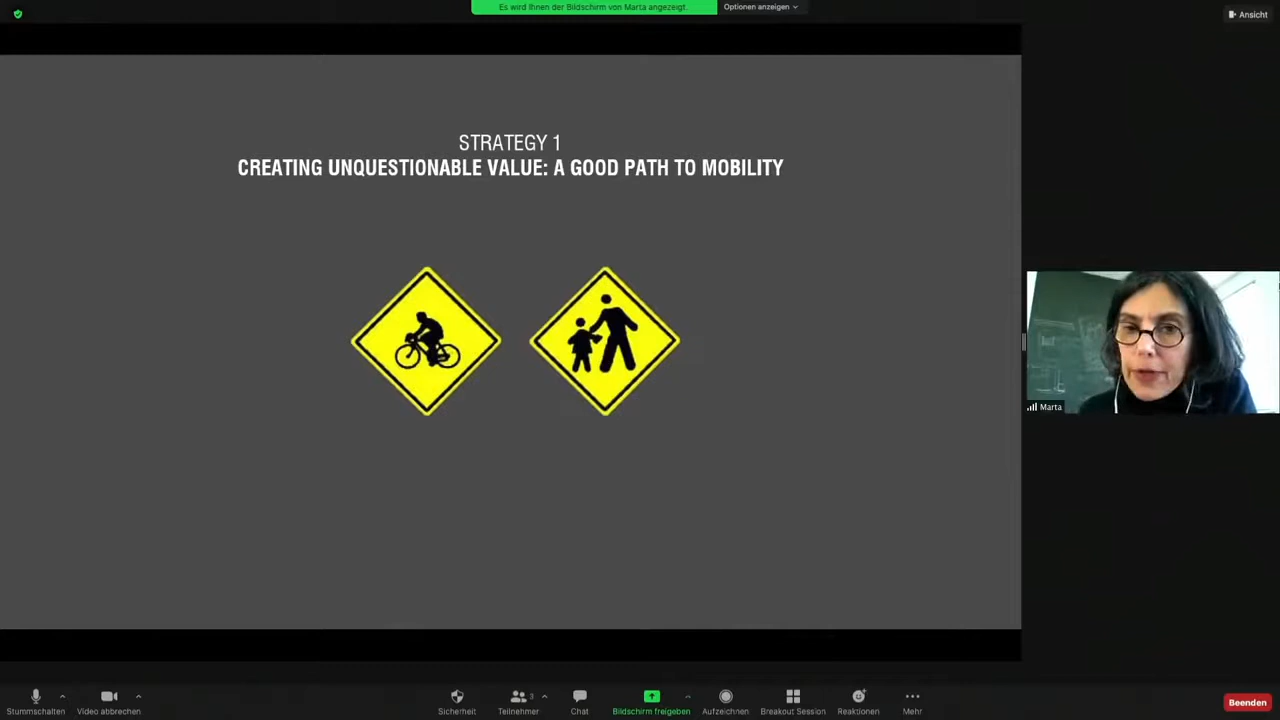 Es wird Ihnen der Bildschirm von Marta angezeigt.
Optionen anzeigen
Ansicht
STRATEGY 1
CREATING UNQUESTIONABLE VALUE: A GOOD PATH TO MOBILITY
Marta
3
Stummschalten
Video abbrechen
Sicherheit
Teilnehmer
Chat
Bildschirm freigeben
Aufzeichnen
Breakout Session
Reaktionen
Mehr
Beenden